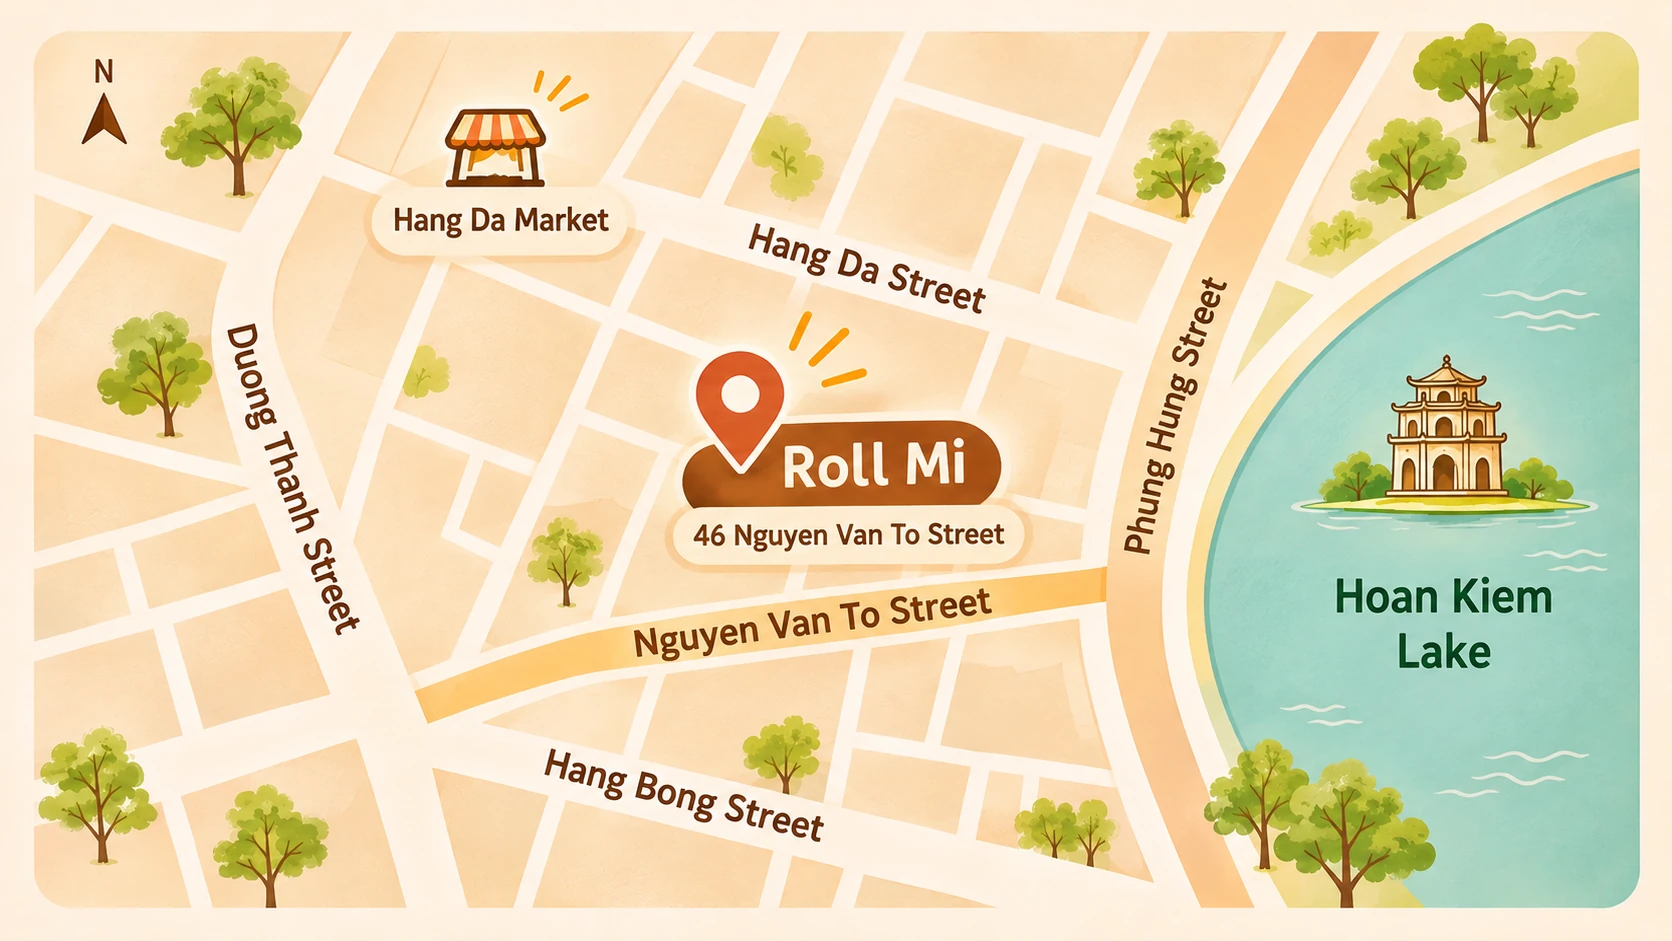 N
Hang Da Market
Hang Da Street
Duong Thanh Street
Phung Hung Street
Roll Mi
46 Nguyen Van To Street
Nguyen Van To Street
Hoan Kiem
Lake
Hang Bong Street